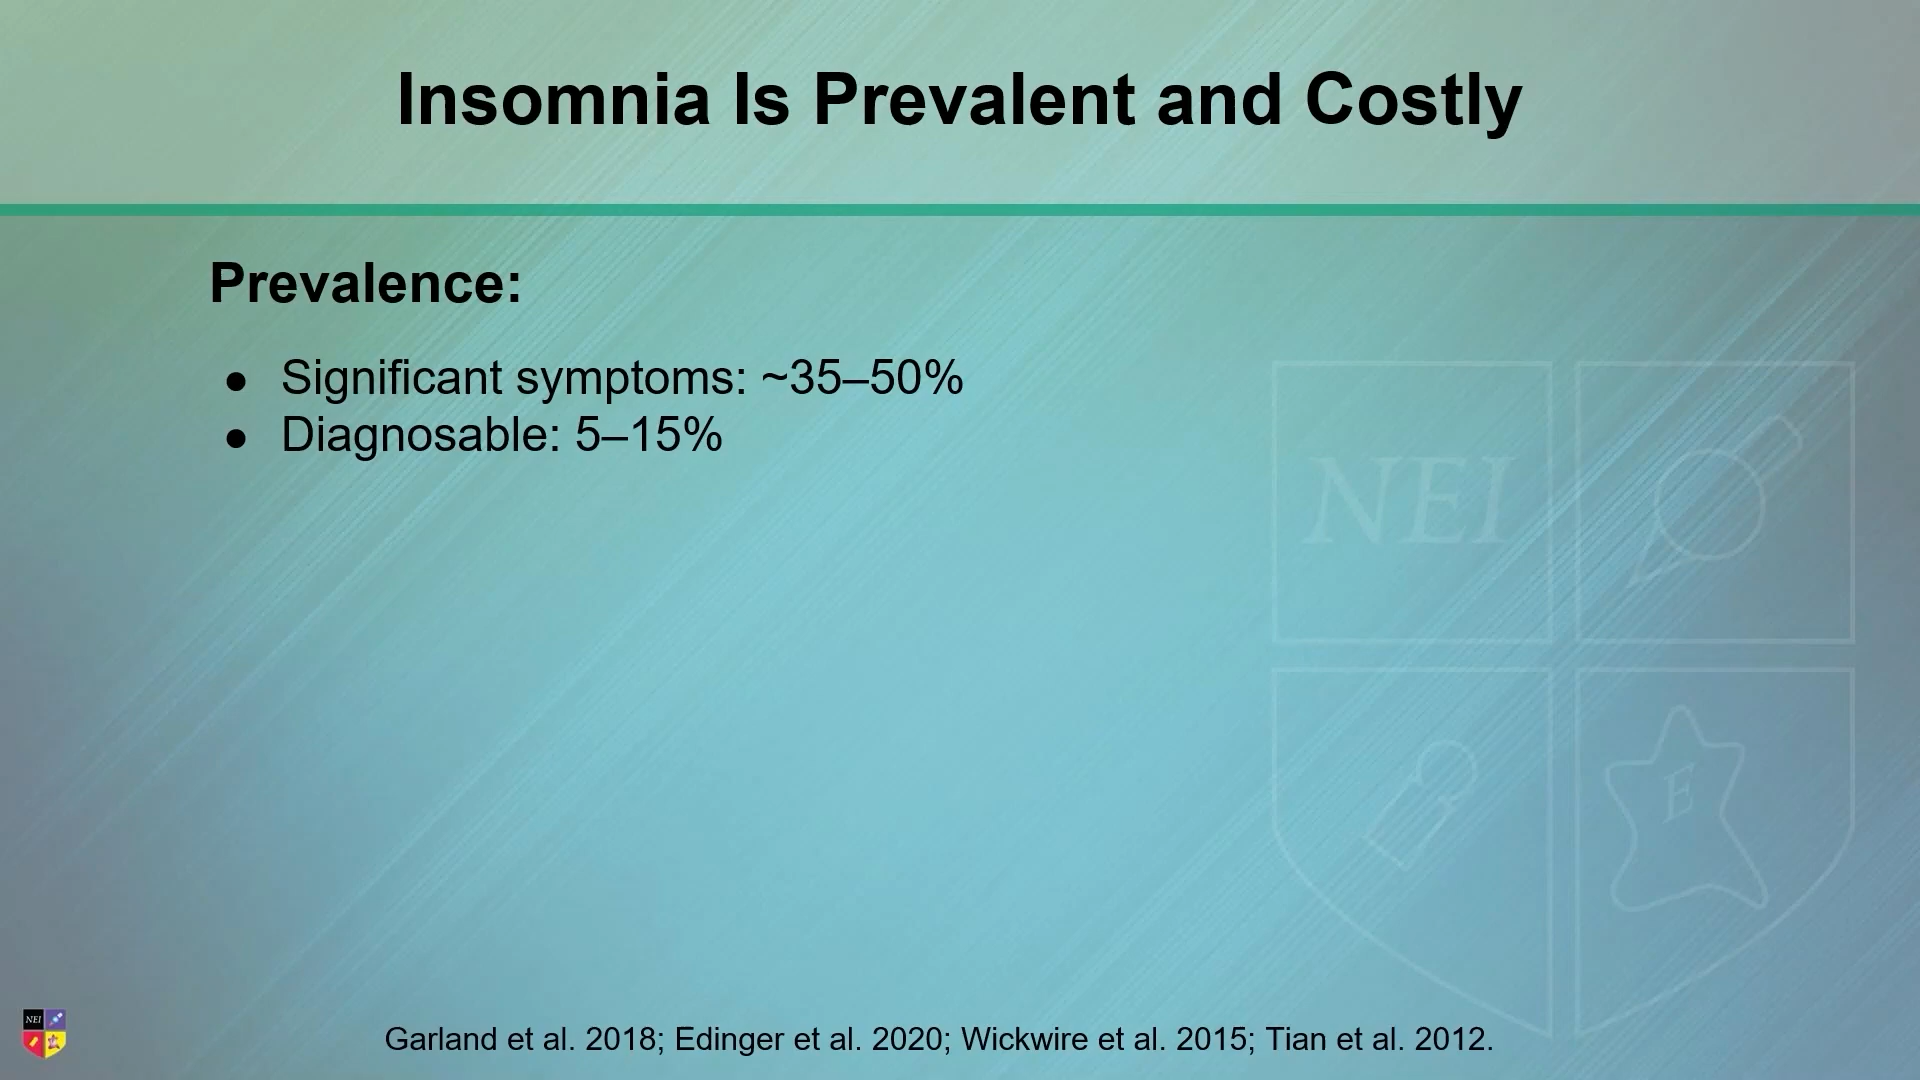 Insomnia Is Prevalent and Costly
Prevalence:
● Significant symptoms: ~35–50%
● Diagnosable: 5–15%
NEI
E
NEI
Garland et al. 2018; Edinger et al. 2020; Wickwire et al. 2015; Tian et al. 2012.